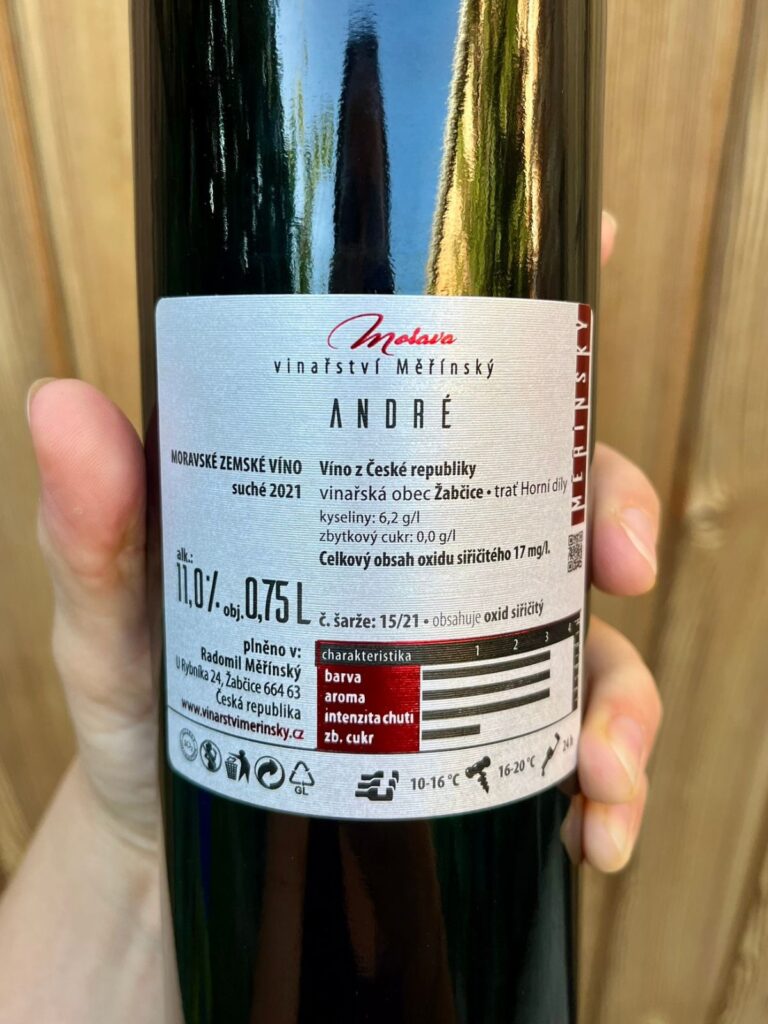 Morava
vinařství Měřínský
ANDRÉ
MORAVSKÉ ZEMSKÉ VÍNO
suché 2021
Víno z České republiky
vinařská obec Žabčice • trať Horní díly
kyseliny: 6,2 g/l
zbytkový cukr: 0,0 g/l
Celkový obsah oxidu siřičitého 17 mg/l.
alk.:
11,0% obj. 0,75 L
č. šarže: 15/21 • obsahuje oxid siřičitý
plněno v:
Radomil Měřínský
U Rybníka 24, Žabčice 664 63
Česká republika
www.vinarstvimerinsky.cz
charakteristika 1 2 3 4
barva
aroma
intenzita chuti
zb. cukr
GL
10-16 °C
16-20 °C
24 h
MĚŘÍNSKÝ